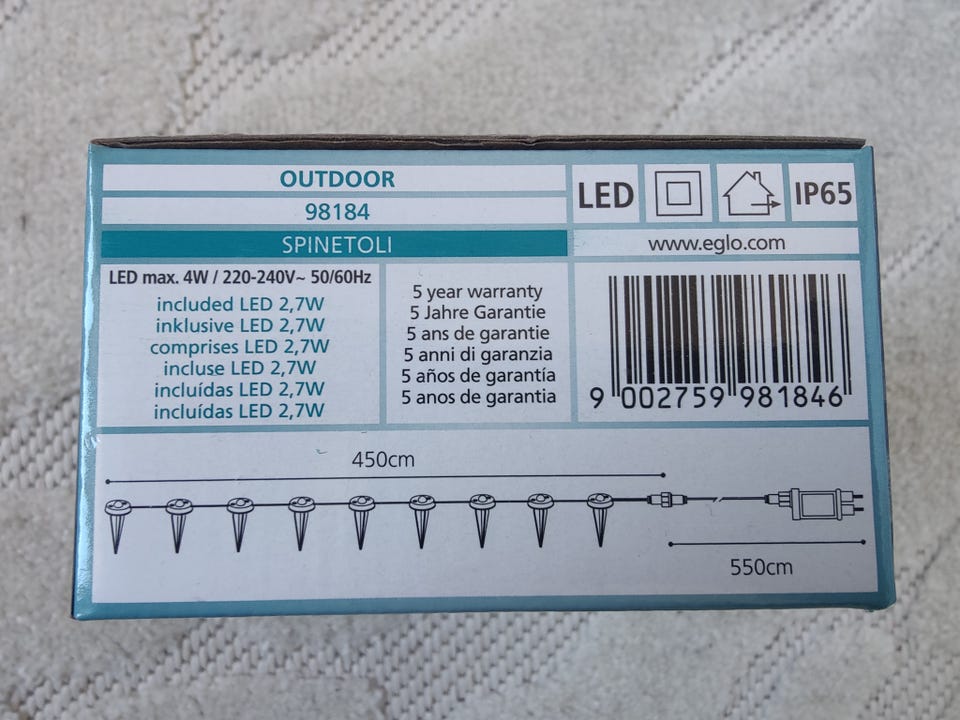 OUTDOOR
98184
SPINETOLI
LED
IP65
www.eglo.com
LED max. 4W / 220-240V~ 50/60Hz
included LED 2,7W
inklusive LED 2,7W
comprises LED 2,7W
incluse LED 2,7W
incluídas LED 2,7W
incluídas LED 2,7W
5 year warranty
5 Jahre Garantie
5 ans de garantie
5 anni di garanzia
5 años de garantía
5 anos de garantia
9 002759 981846
450cm
550cm